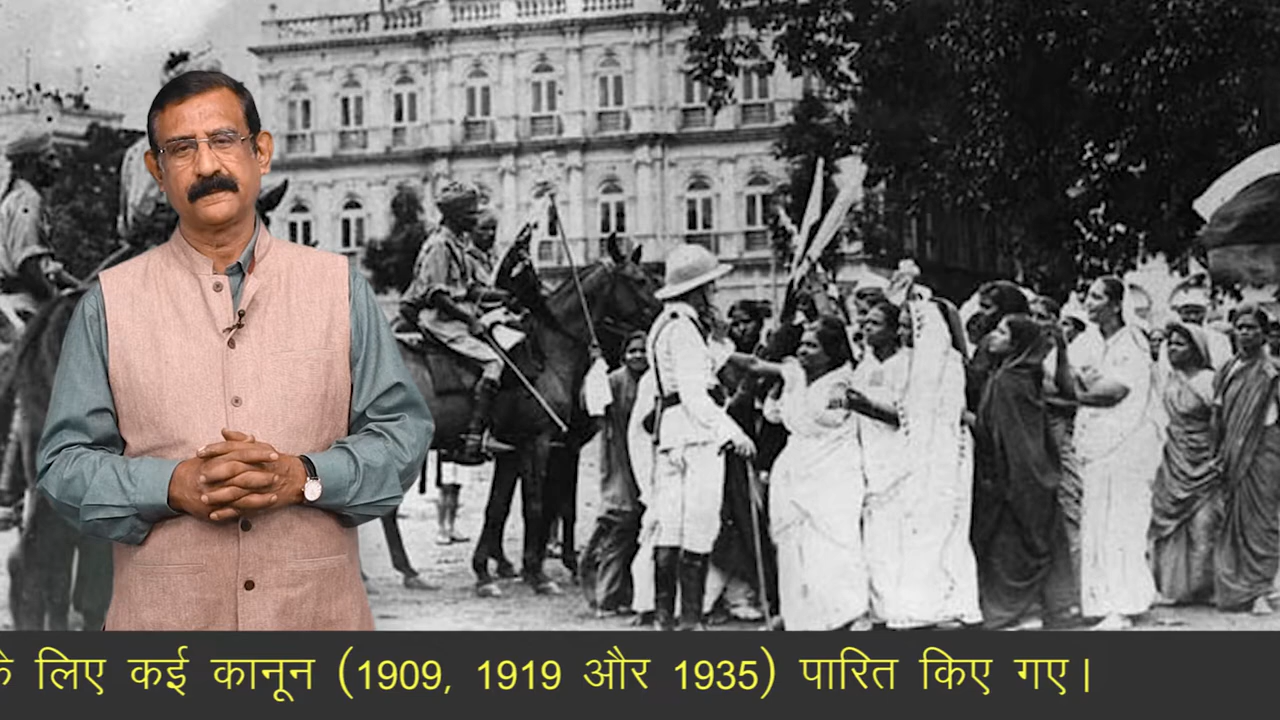 के लिए कई कानून (1909, 1919 और 1935) पारित किए गए।